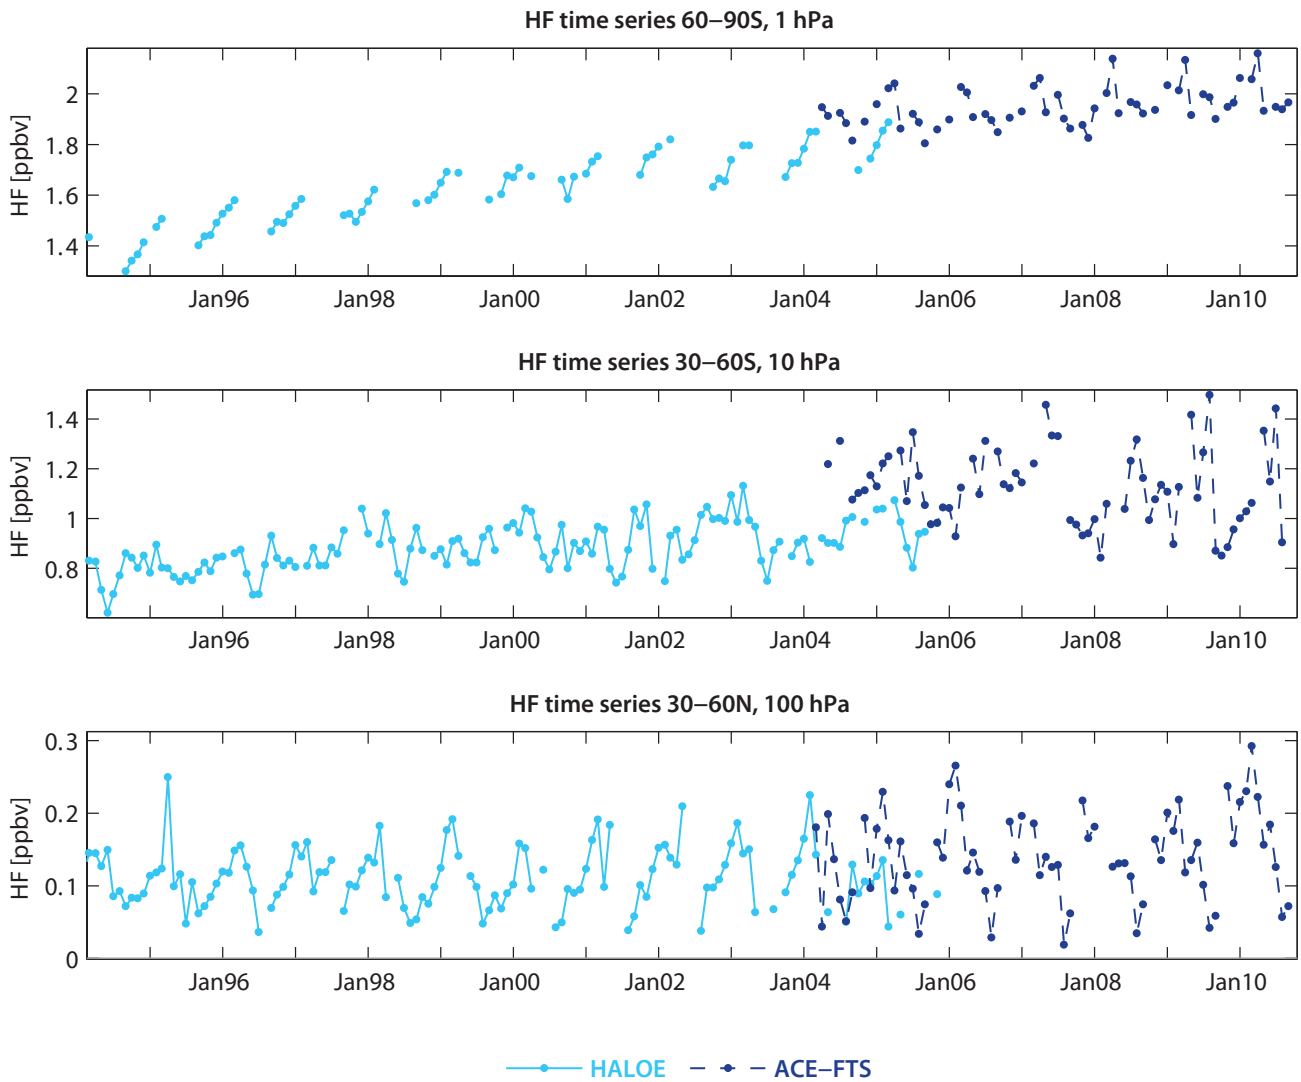 HF time series 60−90S, 1 hPa
HF [ppbv]
2
1.8
1.6
1.4
Jan96 Jan98 Jan00 Jan02 Jan04 Jan06 Jan08 Jan10
HF time series 30−60S, 10 hPa
HF [ppbv]
1.4
1.2
1
0.8
Jan96 Jan98 Jan00 Jan02 Jan04 Jan06 Jan08 Jan10
HF time series 30−60N, 100 hPa
HF [ppbv]
0.3
0.2
0.1
0
Jan96 Jan98 Jan00 Jan02 Jan04 Jan06 Jan08 Jan10
HALOE ACE−FTS